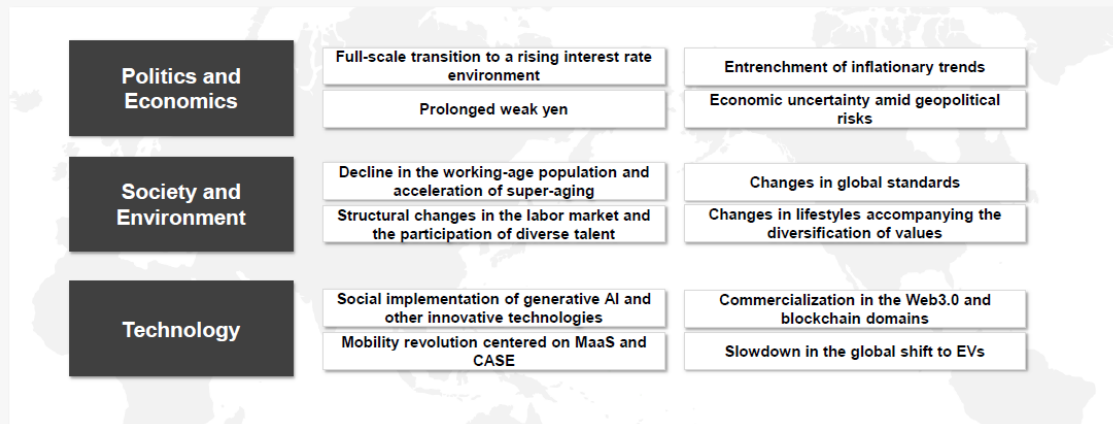 Politics and
Economics
Full-scale transition to a rising interest rate
environment
Entrenchment of inflationary trends
Prolonged weak yen
Economic uncertainty amid geopolitical
risks
Society and
Environment
Decline in the working-age population and
acceleration of super-aging
Changes in global standards
Structural changes in the labor market and
the participation of diverse talent
Changes in lifestyles accompanying the
diversification of values
Technology
Social implementation of generative AI and
other innovative technologies
Commercialization in the Web3.0 and
blockchain domains
Mobility revolution centered on MaaS and
CASE
Slowdown in the global shift to EVs